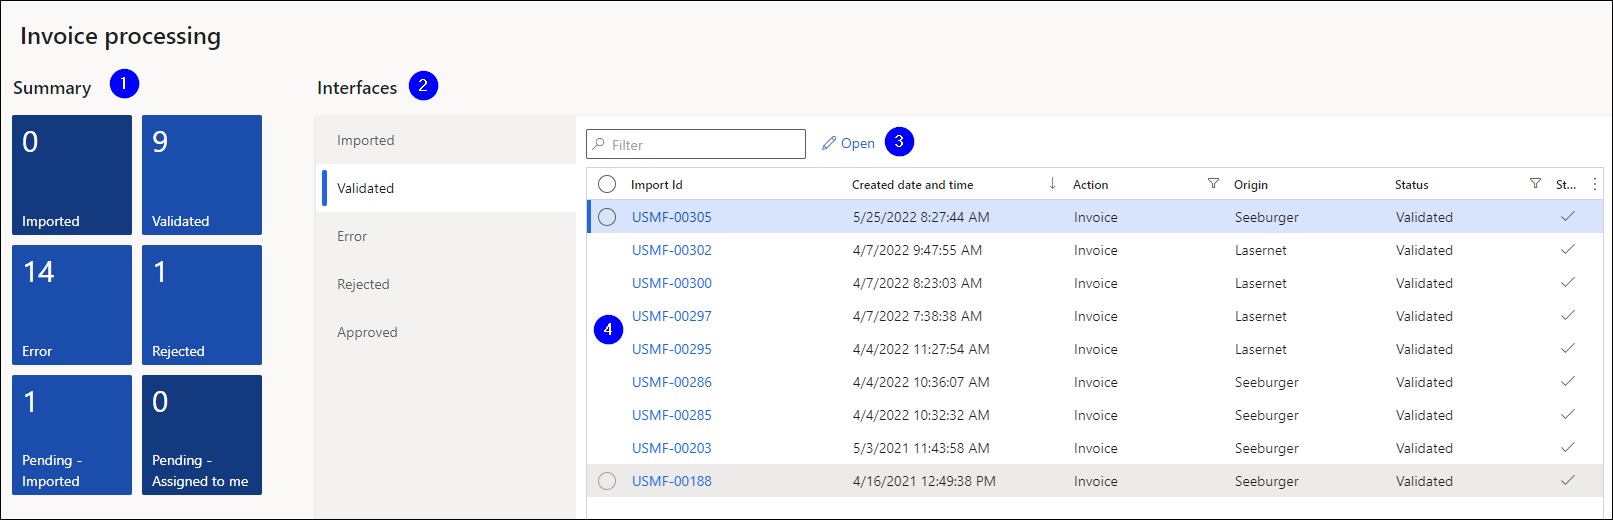 Invoice processing
Summary 1
0
Imported
9
Validated
14
Error
1
Rejected
1
Pending -
Imported
0
Pending -
Assigned to me
Interfaces 2
Imported
Validated
Error
Rejected
Approved
Filter Open 3
Import Id Created date and time Action Origin Status St...
USMF-00305 5/25/2022 8:27:44 AM Invoice Seeburger Validated
USMF-00302 4/7/2022 9:47:55 AM Invoice Lasernet Validated
USMF-00300 4/7/2022 8:23:03 AM Invoice Lasernet Validated
4 USMF-00297 4/7/2022 7:38:38 AM Invoice Lasernet Validated
USMF-00295 4/4/2022 11:27:54 AM Invoice Lasernet Validated
USMF-00286 4/4/2022 10:36:07 AM Invoice Seeburger Validated
USMF-00285 4/4/2022 10:32:32 AM Invoice Seeburger Validated
USMF-00203 5/3/2021 11:43:58 AM Invoice Seeburger Validated
USMF-00188 4/16/2021 12:49:38 PM Invoice Seeburger Validated